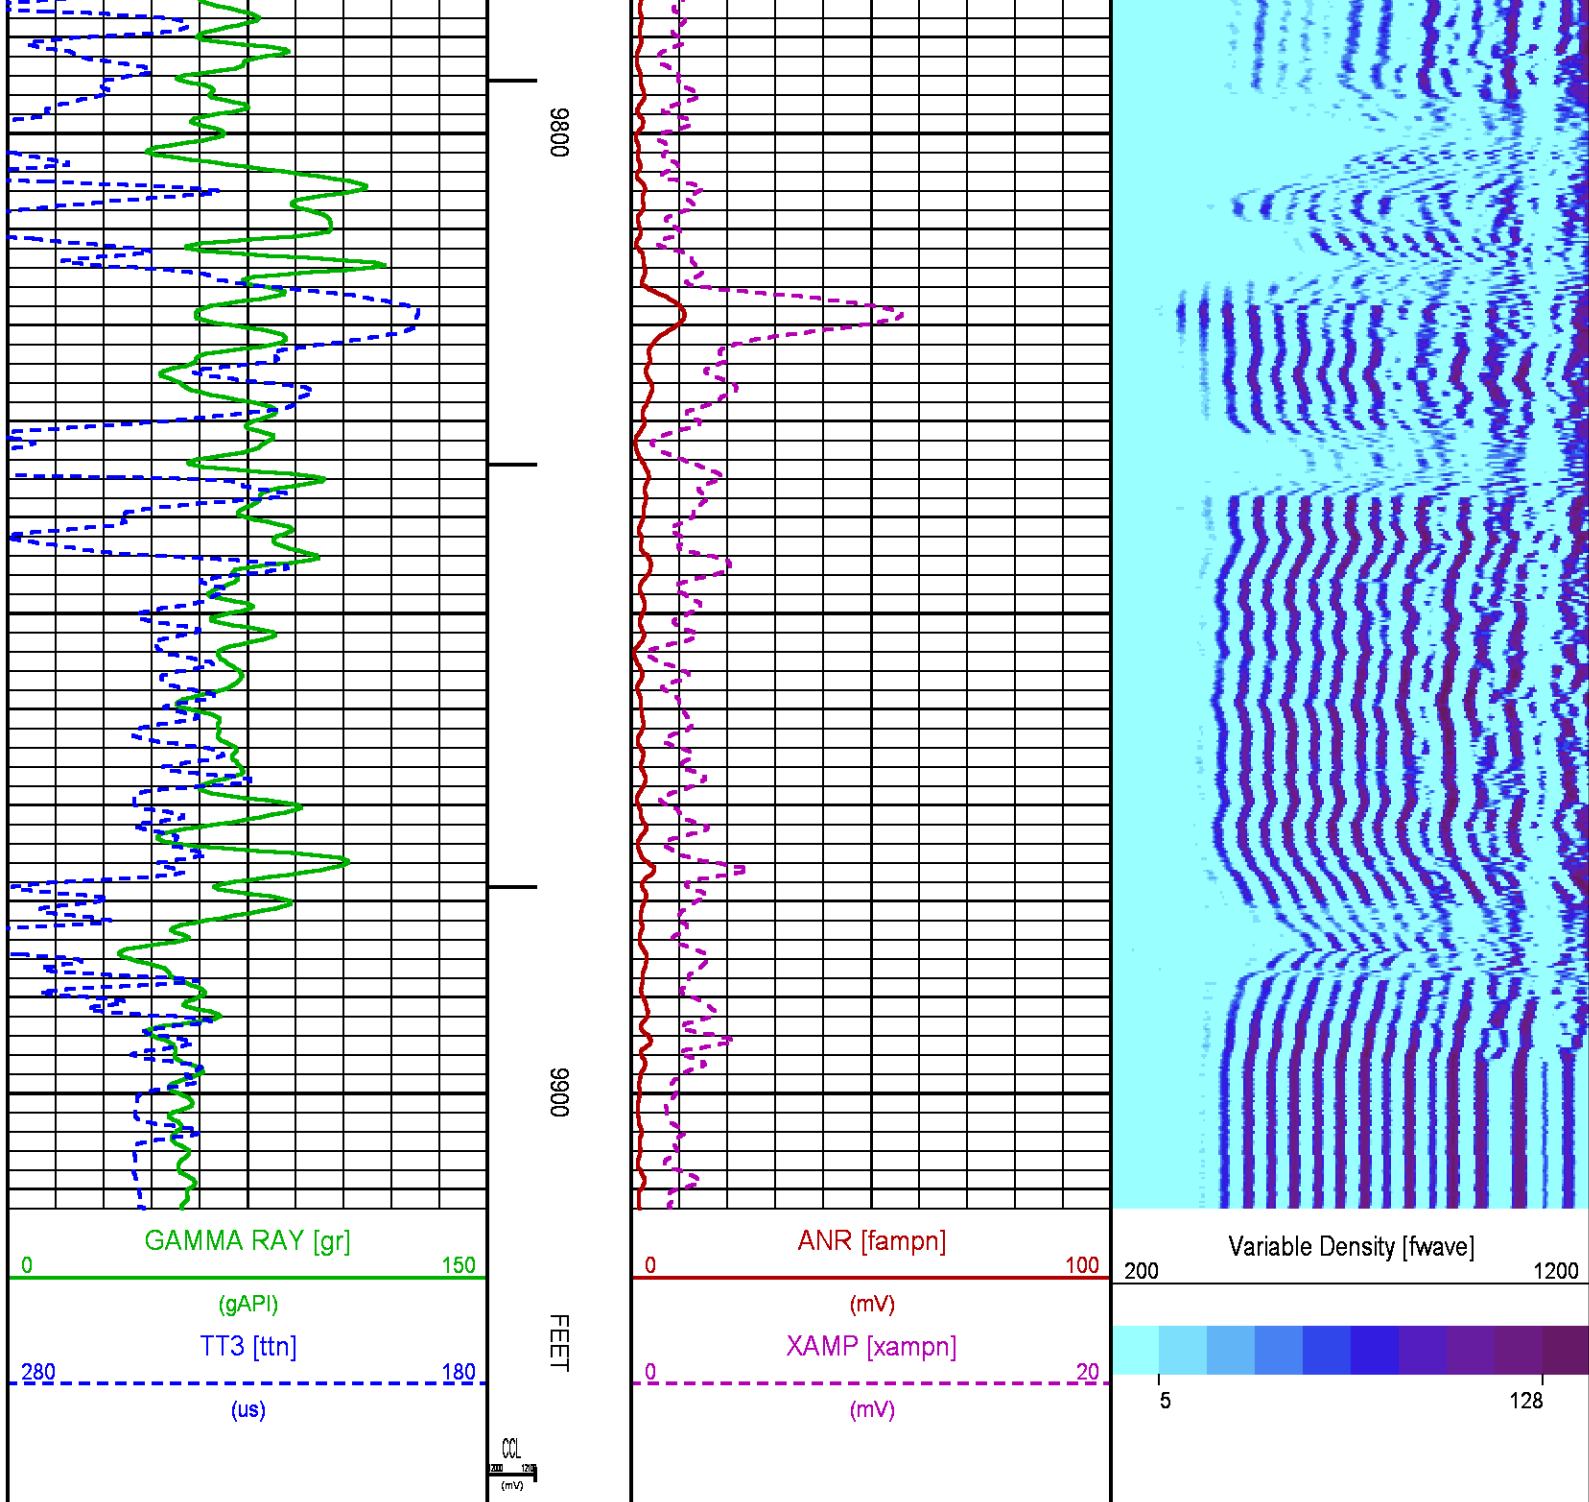 9800
9900
FEET
GAMMA RAY [gr]
0 150
(gAPI)
TT3 [ttn]
280 180
(us)
CCL
(mV)
ANR [fampn]
0 100
(mV)
XAMP [xampn]
0 20
(mV)
Variable Density [fwave]
200 1200
5 128